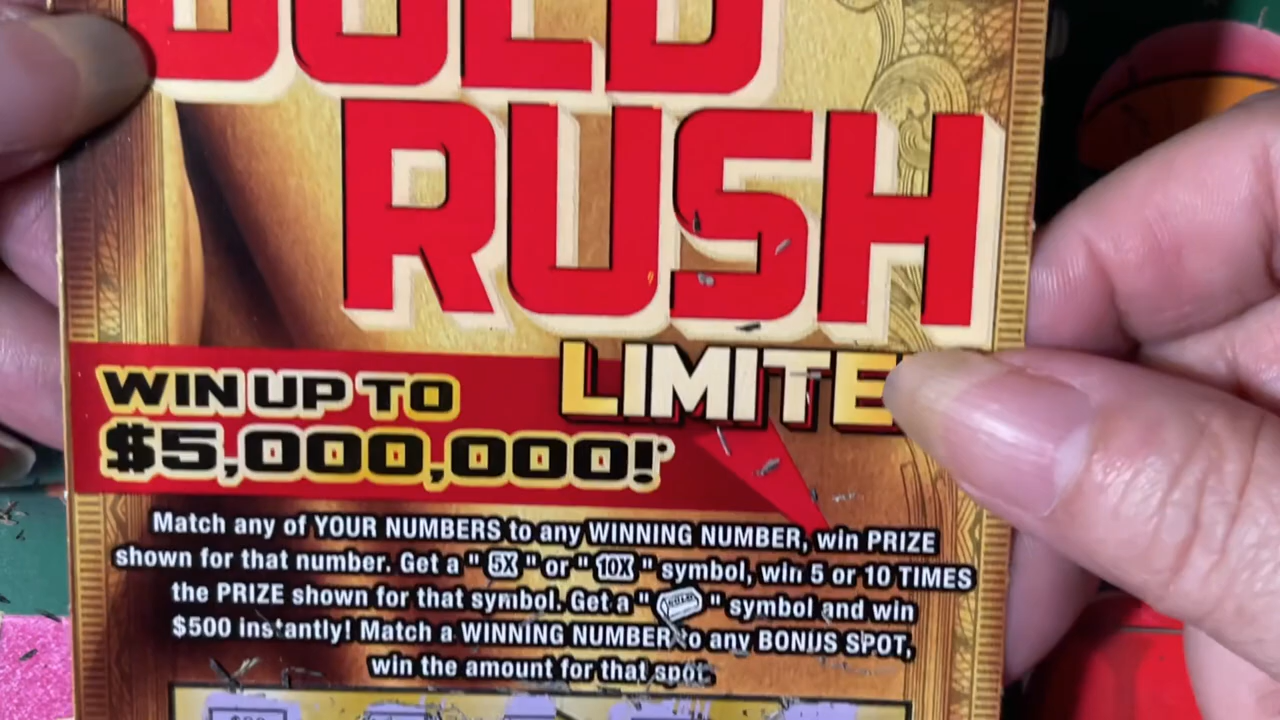 GOLD
RUSH
LIMITE
WIN UP TO
$5,000,000!*
Match any of YOUR NUMBERS to any WINNING NUMBER, win PRIZE
shown for that number. Get a "5X" or "10X" symbol, win 5 or 10 TIMES
the PRIZE shown for that symbol. Get a "GOLD" symbol and win
$500 instantly! Match a WINNING NUMBER to any BONUS SPOT,
win the amount for that spot.